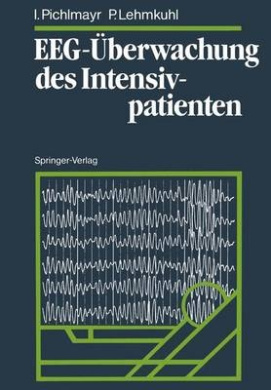 I. Pichlmayr P. Lehmkuhl
EEG-Überwachung
des Intensiv-
patienten
Springer-Verlag